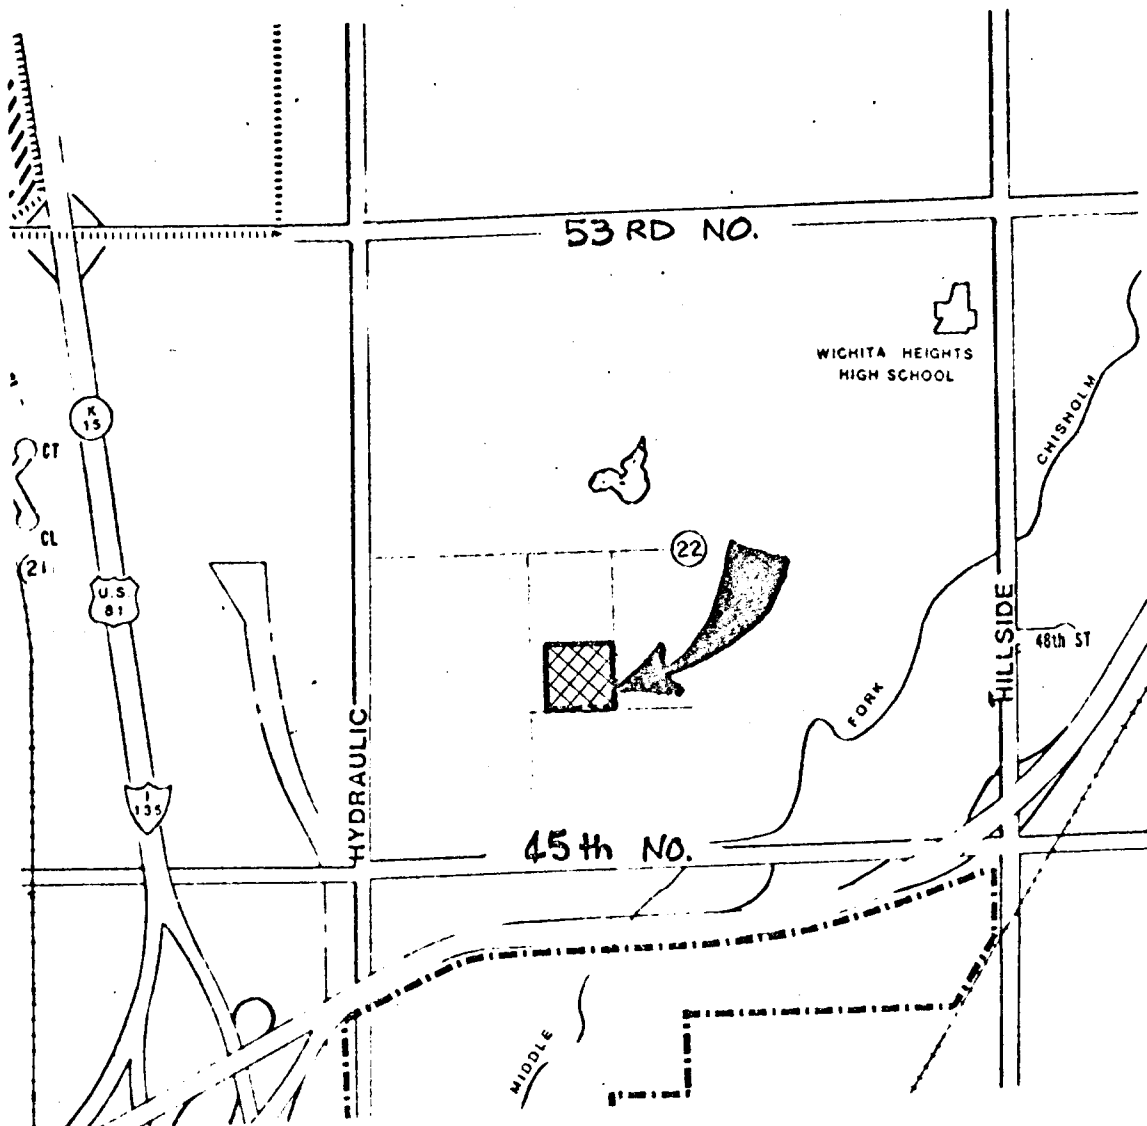 53 RD NO.
WICHITA HEIGHTS
HIGH SCHOOL
K
15
CT
CHISHOLM
CL
22
21
U.S.
81
HILLSIDE
48th ST
FORK
HYDRAULIC
I
135
45th NO.
MIDDLE